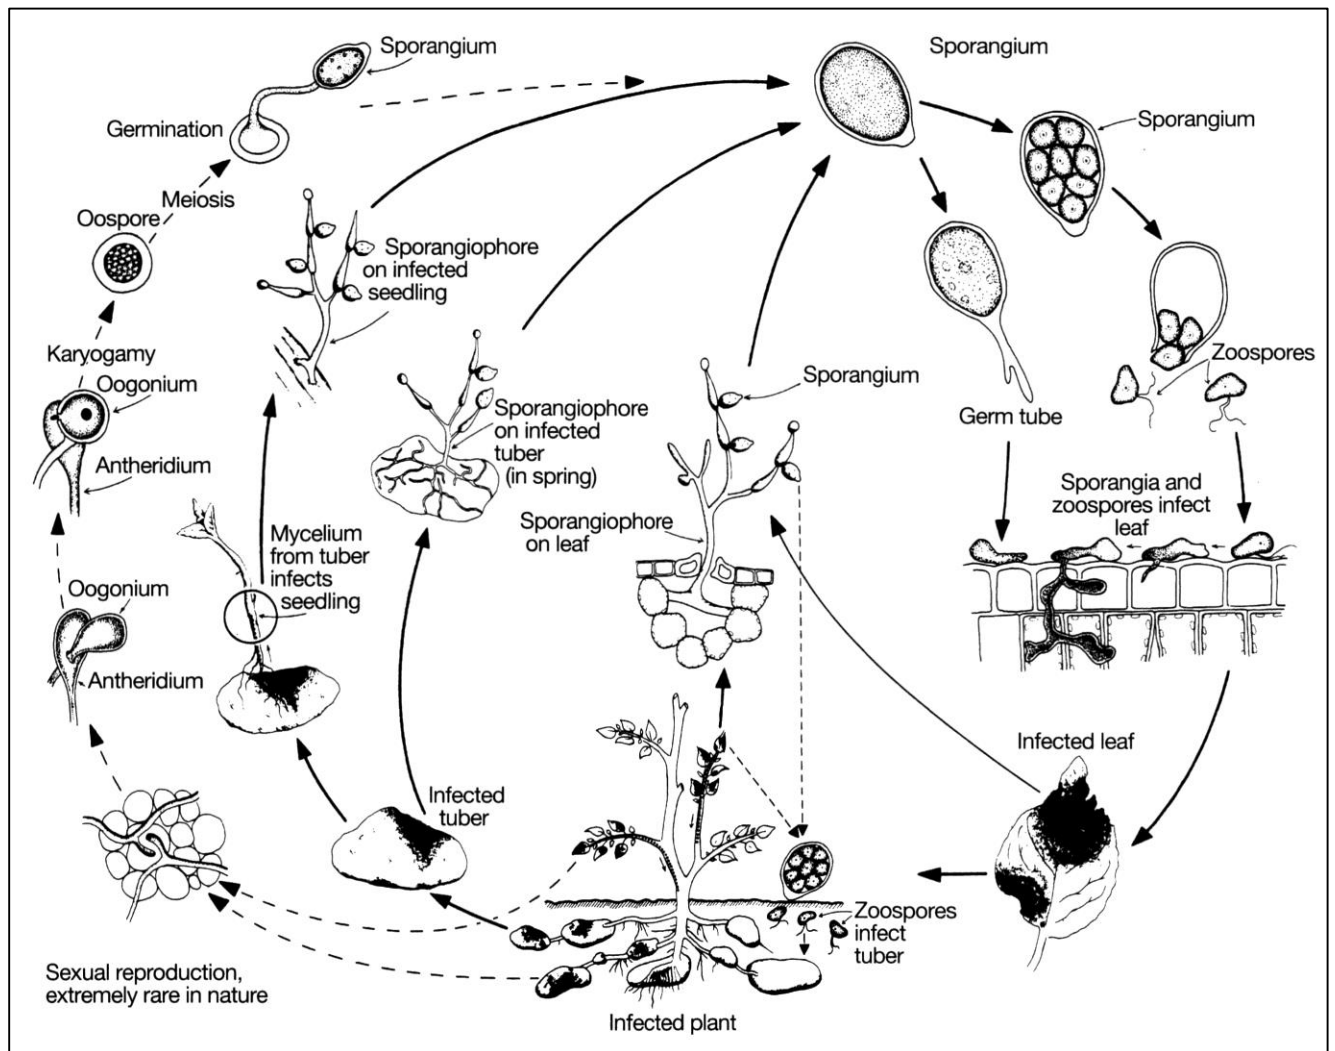 Sporangium
Sporangium
Sporangium
Germination
Meiosis
Oospore
Sporangiophore
on infected
seedling
Karyogamy
Oogonium
Antheridium
Zoospores
Sporangium
Germ tube
Sporangiophore
on infected
tuber
(in spring)
Sporangia and
zoospores infect
leaf
Sporangiophore
on leaf
Mycelium
from tuber
infects
seedling
Oogonium
Antheridium
Infected leaf
Infected
tuber
Zoospores
infect
tuber
Sexual reproduction,
extremely rare in nature
Infected plant